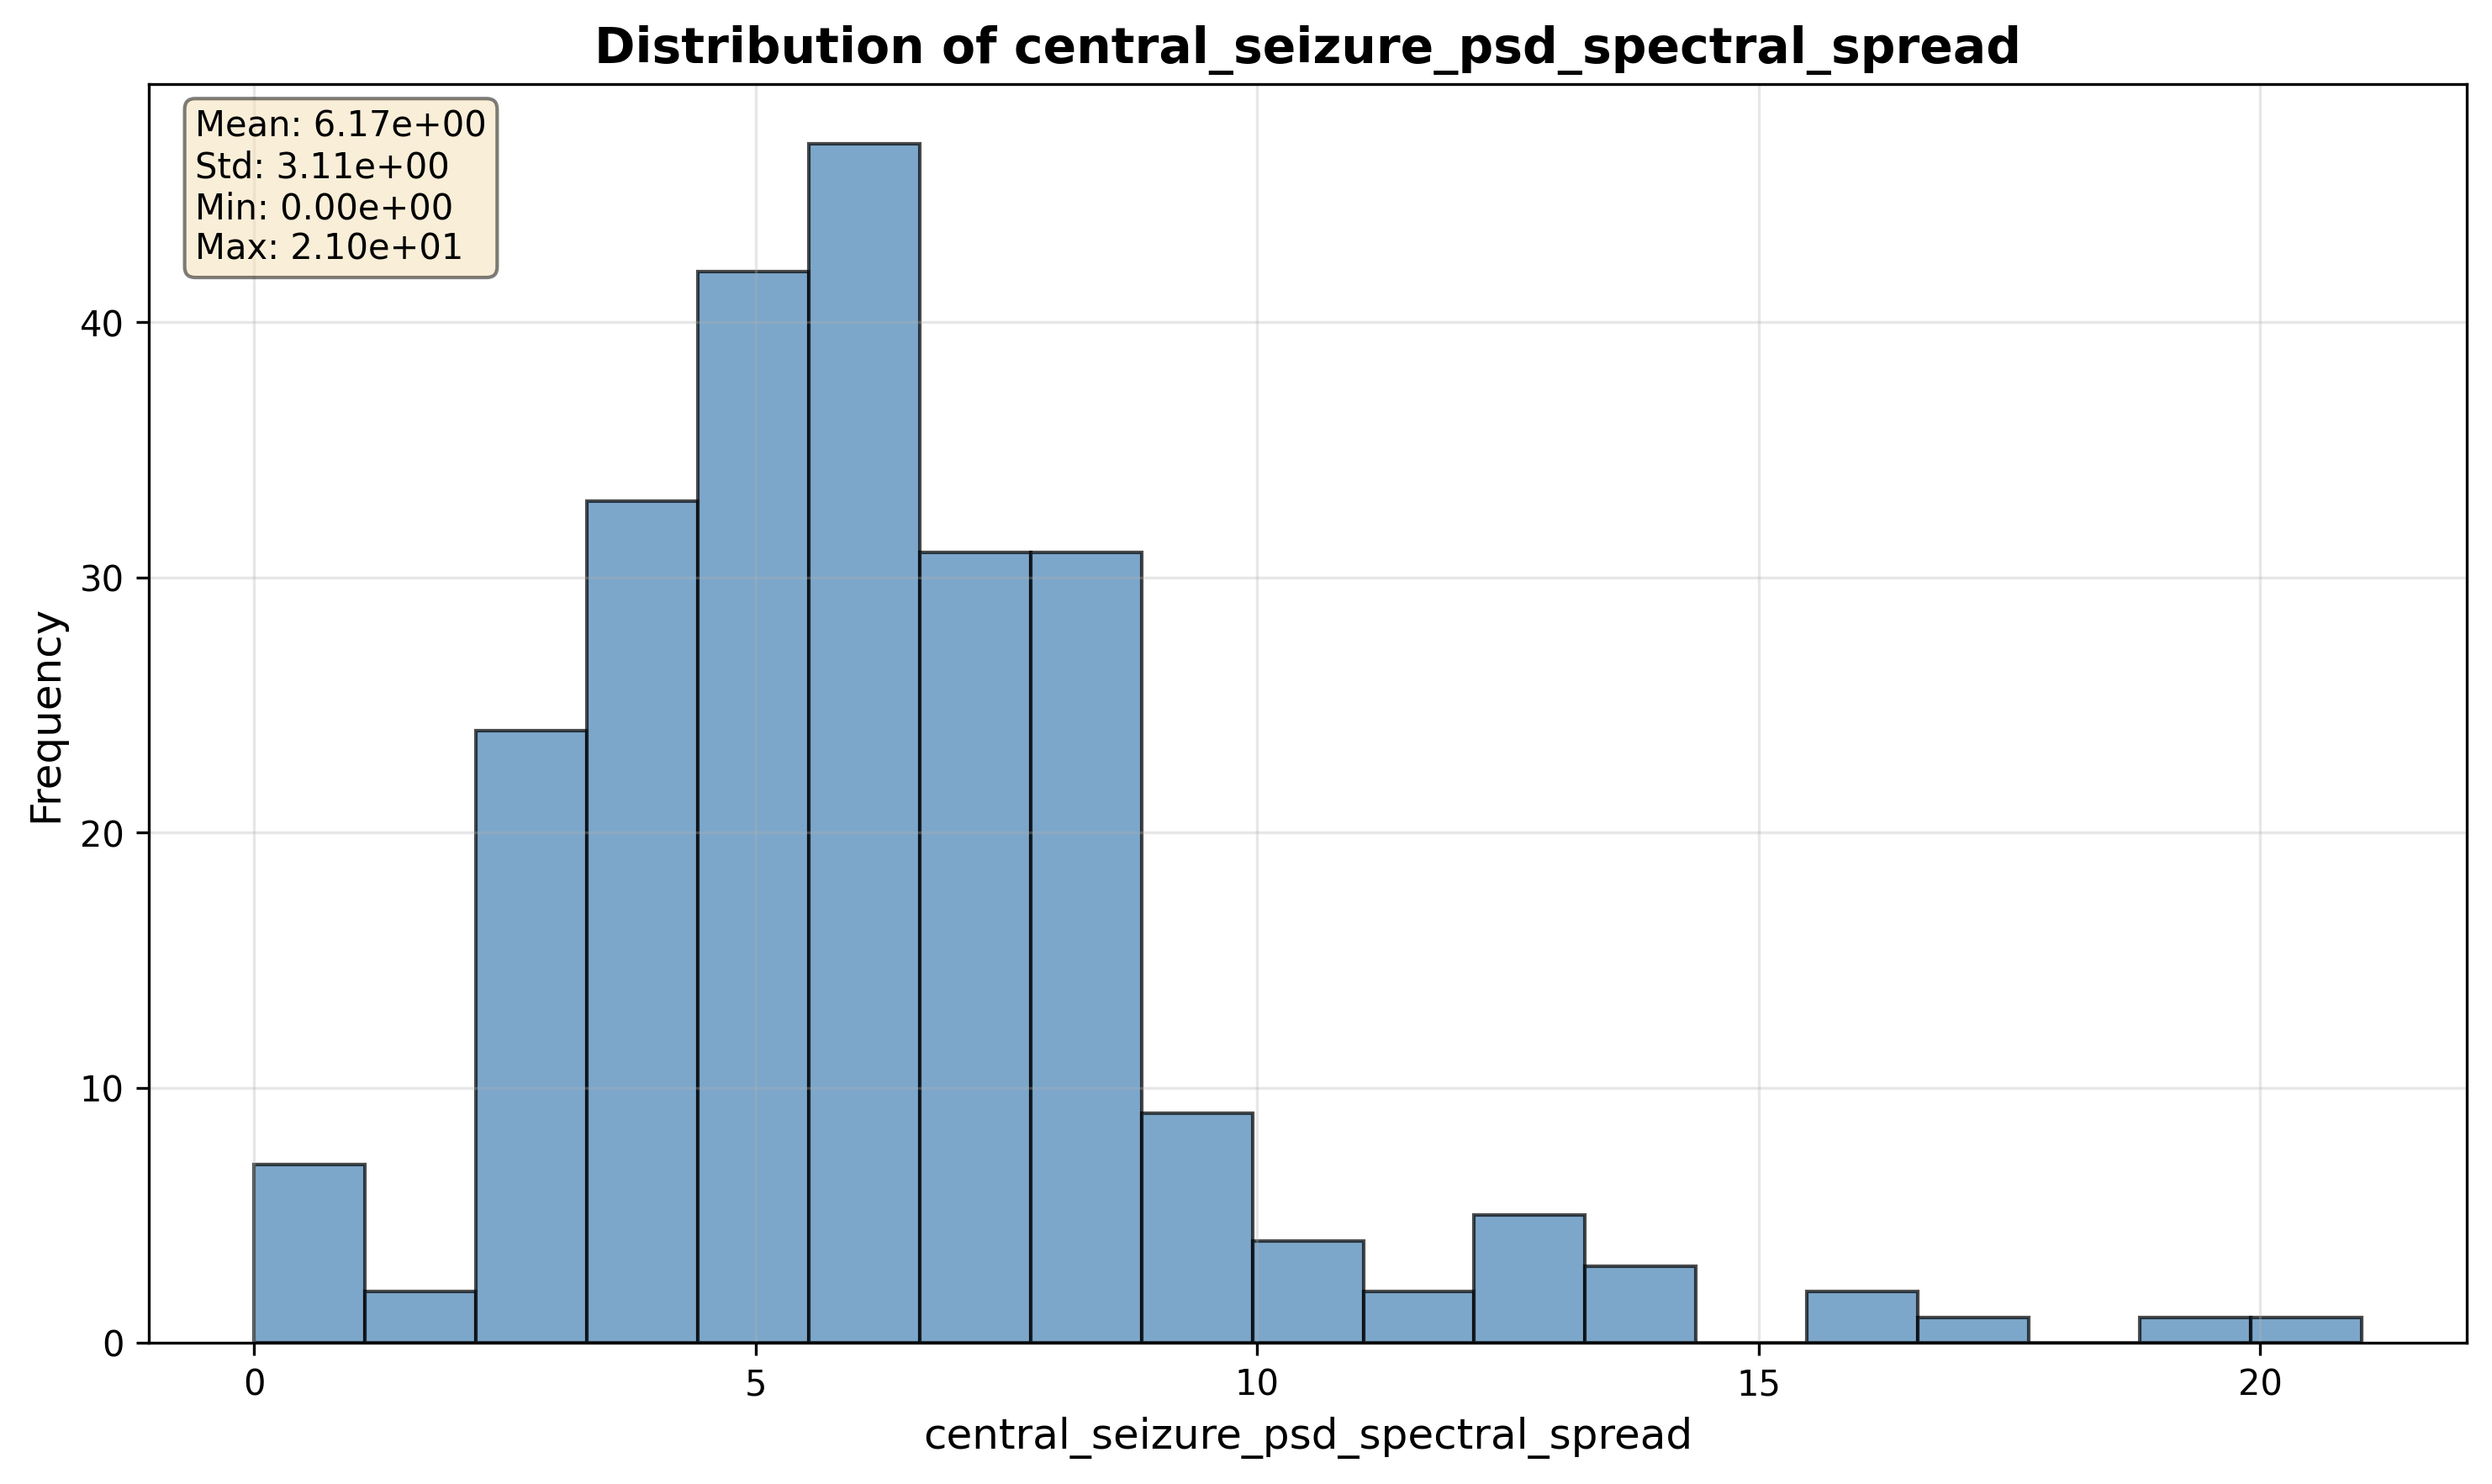 Distribution of central_seizure_psd_spectral_spread
Mean: 6.17e+00
Std: 3.11e+00
Min: 0.00e+00
Max: 2.10e+01
Frequency
40
30
20
10
0
0 5 10 15 20
central_seizure_psd_spectral_spread